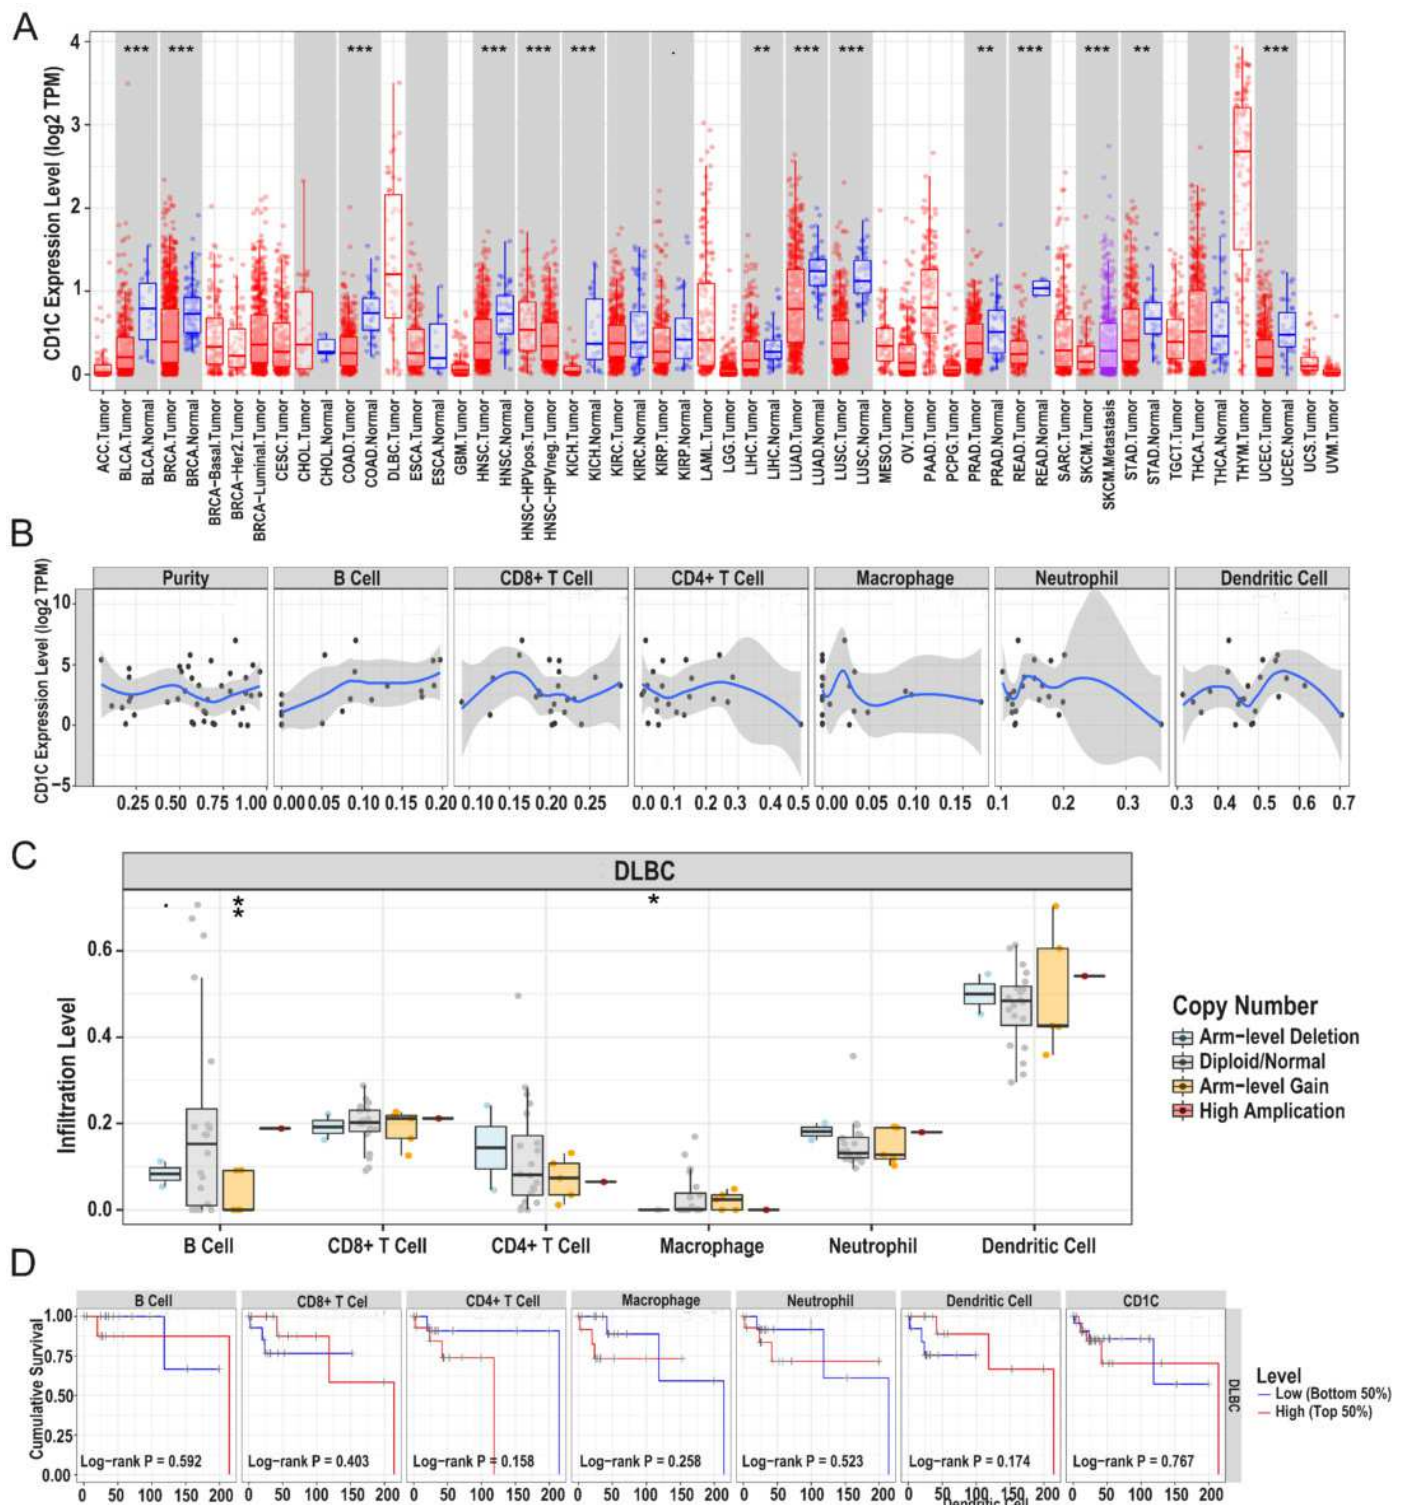 A
4
3
2
1
0
CD1C Expression Level (log2 TPM)
*** *** *** *** *** *** . ** *** *** ** *** *** ** ***
ACC.Tumor
BLCA.Tumor
BLCA.Normal
BRCA.Tumor
BRCA.Normal
BRCA-Basal.Tumor
BRCA-Her2.Tumor
BRCA-Luminal.Tumor
CESC.Tumor
CHOL.Tumor
CHOL.Normal
COAD.Tumor
COAD.Normal
DLBC.Tumor
ESCA.Tumor
ESCA.Normal
GBM.Tumor
HNSC.Tumor
HNSC.Normal
HNSC-HPVpos.Tumor
HNSC-HPVneg.Tumor
KICH.Tumor
KICH.Normal
KIRC.Tumor
KIRC.Normal
KIRP.Tumor
KIRP.Normal
LAML.Tumor
LGG.Tumor
LIHC.Tumor
LIHC.Normal
LUAD.Tumor
LUAD.Normal
LUSC.Tumor
LUSC.Normal
MESO.Tumor
OV.Tumor
PAAD.Tumor
PCPG.Tumor
PRAD.Tumor
PRAD.Normal
READ.Tumor
READ.Normal
SARC.Tumor
SKCM.Tumor
SKCM.Metastasis
STAD.Tumor
STAD.Normal
TGCT.Tumor
THCA.Tumor
THCA.Normal
THYM.Tumor
UCEC.Tumor
UCEC.Normal
UCS.Tumor
UVM.Tumor
B
Purity B Cell CD8+ T Cell CD4+ T Cell Macrophage Neutrophil Dendritic Cell
CD1C Expression Level (log2 TPM)
10
5
0
−5
0.25 0.50 0.75 1.00 0.00 0.05 0.10 0.15 0.20 0.10 0.15 0.20 0.25 0.0 0.1 0.2 0.3 0.4 0.5 0.00 0.05 0.10 0.15 0.1 0.2 0.3 0.3 0.4 0.5 0.6 0.7
C
DLBC
. ** *
Infiltration Level
0.6
0.4
0.2
0.0
B Cell CD8+ T Cell CD4+ T Cell Macrophage Neutrophil Dendritic Cell
Copy Number
Arm-level Deletion
Diploid/Normal
Arm-level Gain
High Amplication
D
B Cell CD8+ T Cel CD4+ T Cell Macrophage Neutrophil Dendritic Cell CD1C
Cumulative Survival
1.00
0.75
0.50
0.25
0.00
Log-rank P = 0.592 Log-rank P = 0.403 Log-rank P = 0.158 Log-rank P = 0.258 Log-rank P = 0.523 Log-rank P = 0.174 Log-rank P = 0.767
0 50 100 150 200 0 50 100 150 200 0 50 100 150 200 0 50 100 150 200 0 50 100 150 200 0 50 100 150 200 0 50 100 150 200
Dendritic Cell
DLBC
Level
Low (Bottom 50%)
High (Top 50%)